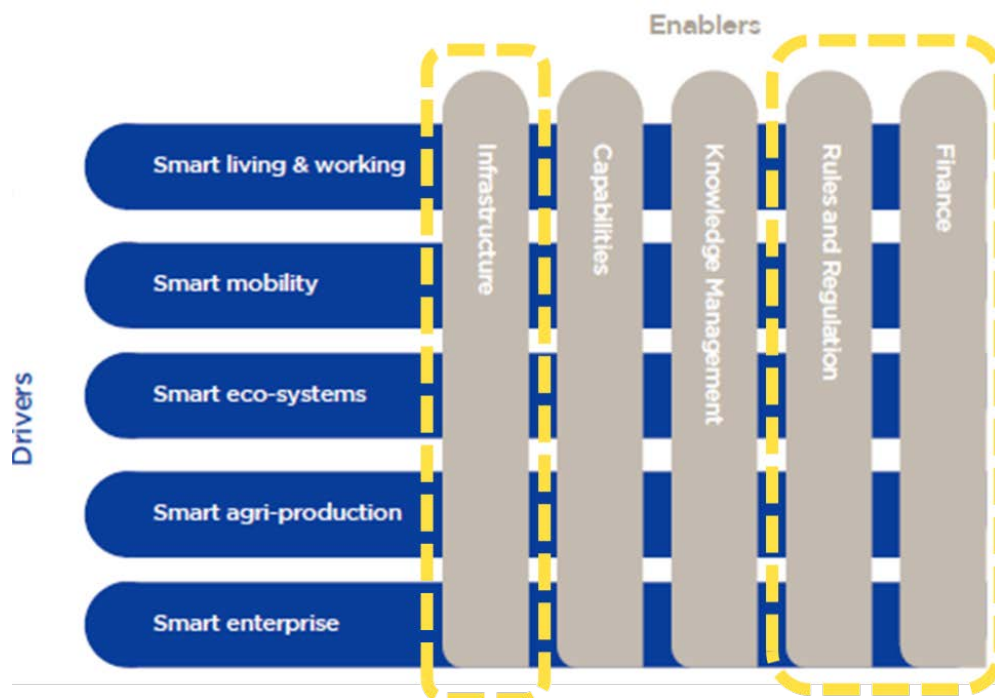 Enablers
Infrastructure
Capabilities
Knowledge Management
Rules and Regulation
Finance
Drivers
Smart living & working
Smart mobility
Smart eco-systems
Smart agri-production
Smart enterprise